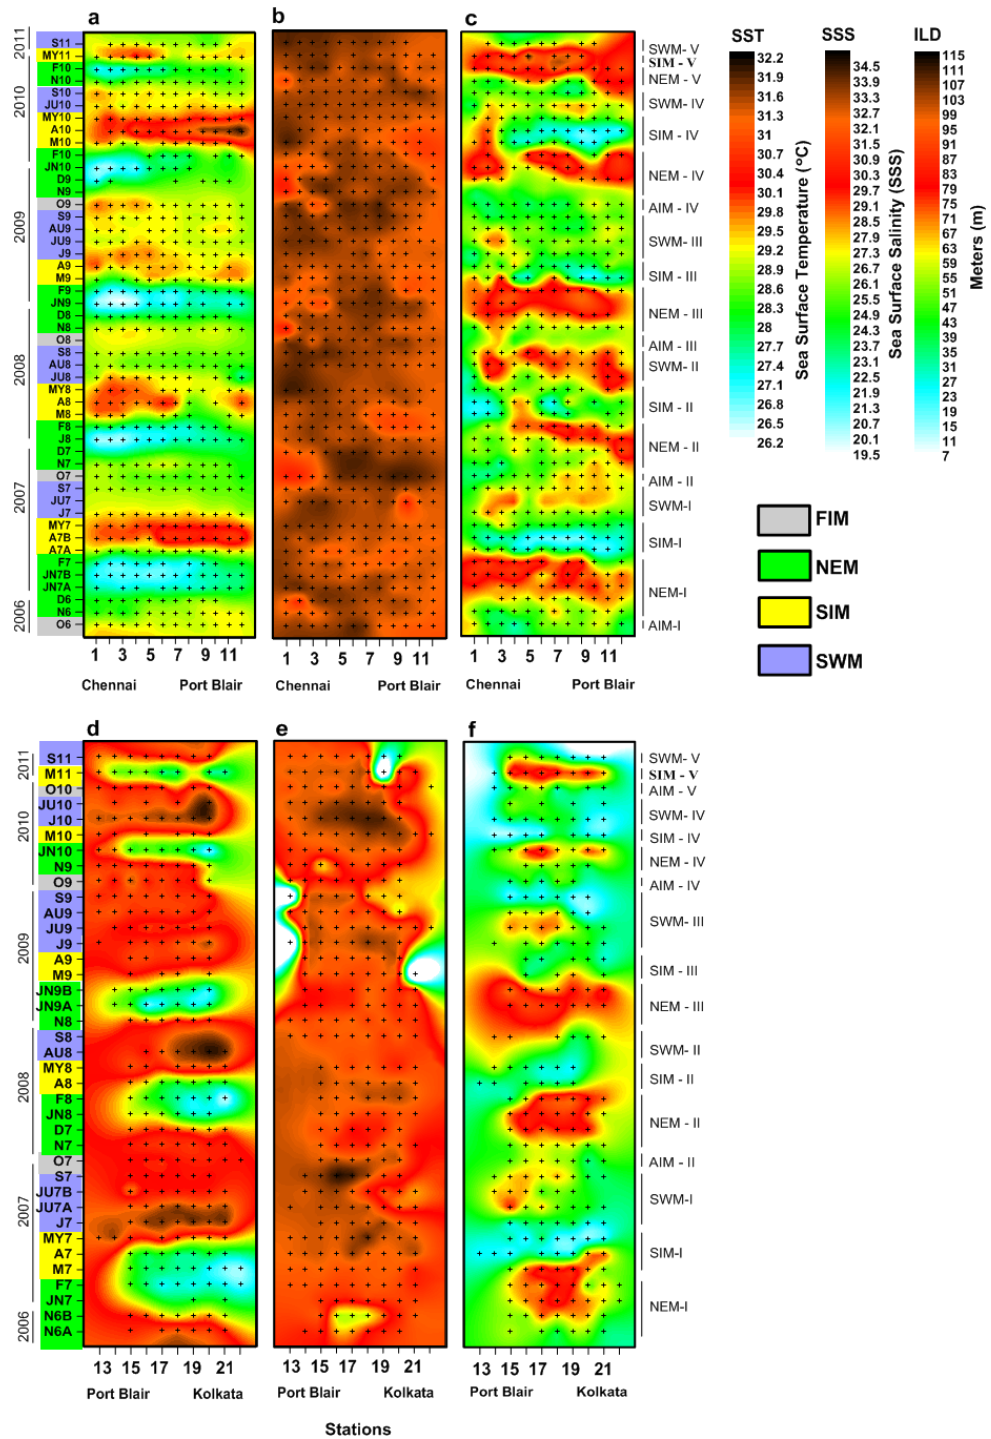 a
b
c
SST
SSS
ILD
2011
2010
2009
2008
2007
2006
S11
MY11
F10
N10
S10
JU10
MY10
A10
M10
F10
JN10
D9
N9
O9
S9
AU9
JU9
J9
A9
M9
F9
JN9
D8
N8
O8
S8
AU8
JU8
MY8
A8
M8
F8
J8
D7
N7
O7
S7
JU7
J7
MY7
A7B
A7A
F7
JN7B
JN7A
D6
N6
O6
SWM- V
SIM - V
NEM - V
SWM- IV
SIM - IV
NEM - IV
AIM - IV
SWM- III
SIM - III
NEM - III
AIM - III
SWM- II
SIM - II
NEM - II
AIM - II
SWM-I
SIM-I
NEM-I
AIM-I
32.2
31.9
31.6
31.3
31
30.7
30.4
30.1
29.8
29.5
29.2
28.9
28.6
28.3
28
27.7
27.4
27.1
26.8
26.5
26.2
Sea Surface Temperature (°C)
34.5
33.9
33.3
32.7
32.1
31.5
30.9
30.3
29.7
29.1
28.5
27.9
27.3
26.7
26.1
25.5
24.9
24.3
23.7
23.1
22.5
21.9
21.3
20.7
20.1
19.5
Sea Surface Salinity (SSS)
115
111
107
103
99
95
91
87
83
79
75
71
67
63
59
55
51
47
43
39
35
31
27
23
19
15
11
7
Meters (m)
1 3 5 7 9 11
1 3 5 7 9 11
1 3 5 7 9 11
Chennai Port Blair
Chennai Port Blair
Chennai Port Blair
FIM
NEM
SIM
SWM
d
e
f
2011
2010
2009
2008
2007
2006
S11
M11
O10
JU10
J10
M10
JN10
N9
O9
S9
AU9
JU9
J9
A9
M9
JN9B
JN9A
N8
S8
AU8
MY8
A8
F8
JN8
D7
N7
O7
S7
JU7B
JU7A
J7
MY7
A7
M7
F7
JN7
N6B
N6A
SWM- V
SIM - V
AIM - V
SWM- IV
SIM - IV
NEM - IV
AIM - IV
SWM- III
SIM - III
NEM - III
SWM- II
SIM - II
NEM - II
AIM - II
SWM-I
SIM-I
NEM-I
13 15 17 19 21
13 15 17 19 21
13 15 17 19 21
Port Blair Kolkata
Port Blair Kolkata
Port Blair Kolkata
Stations